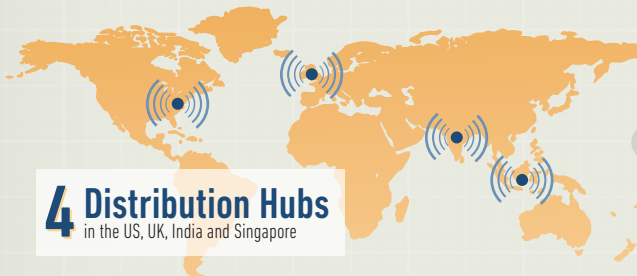 4 Distribution Hubs
in the US, UK, India and Singapore